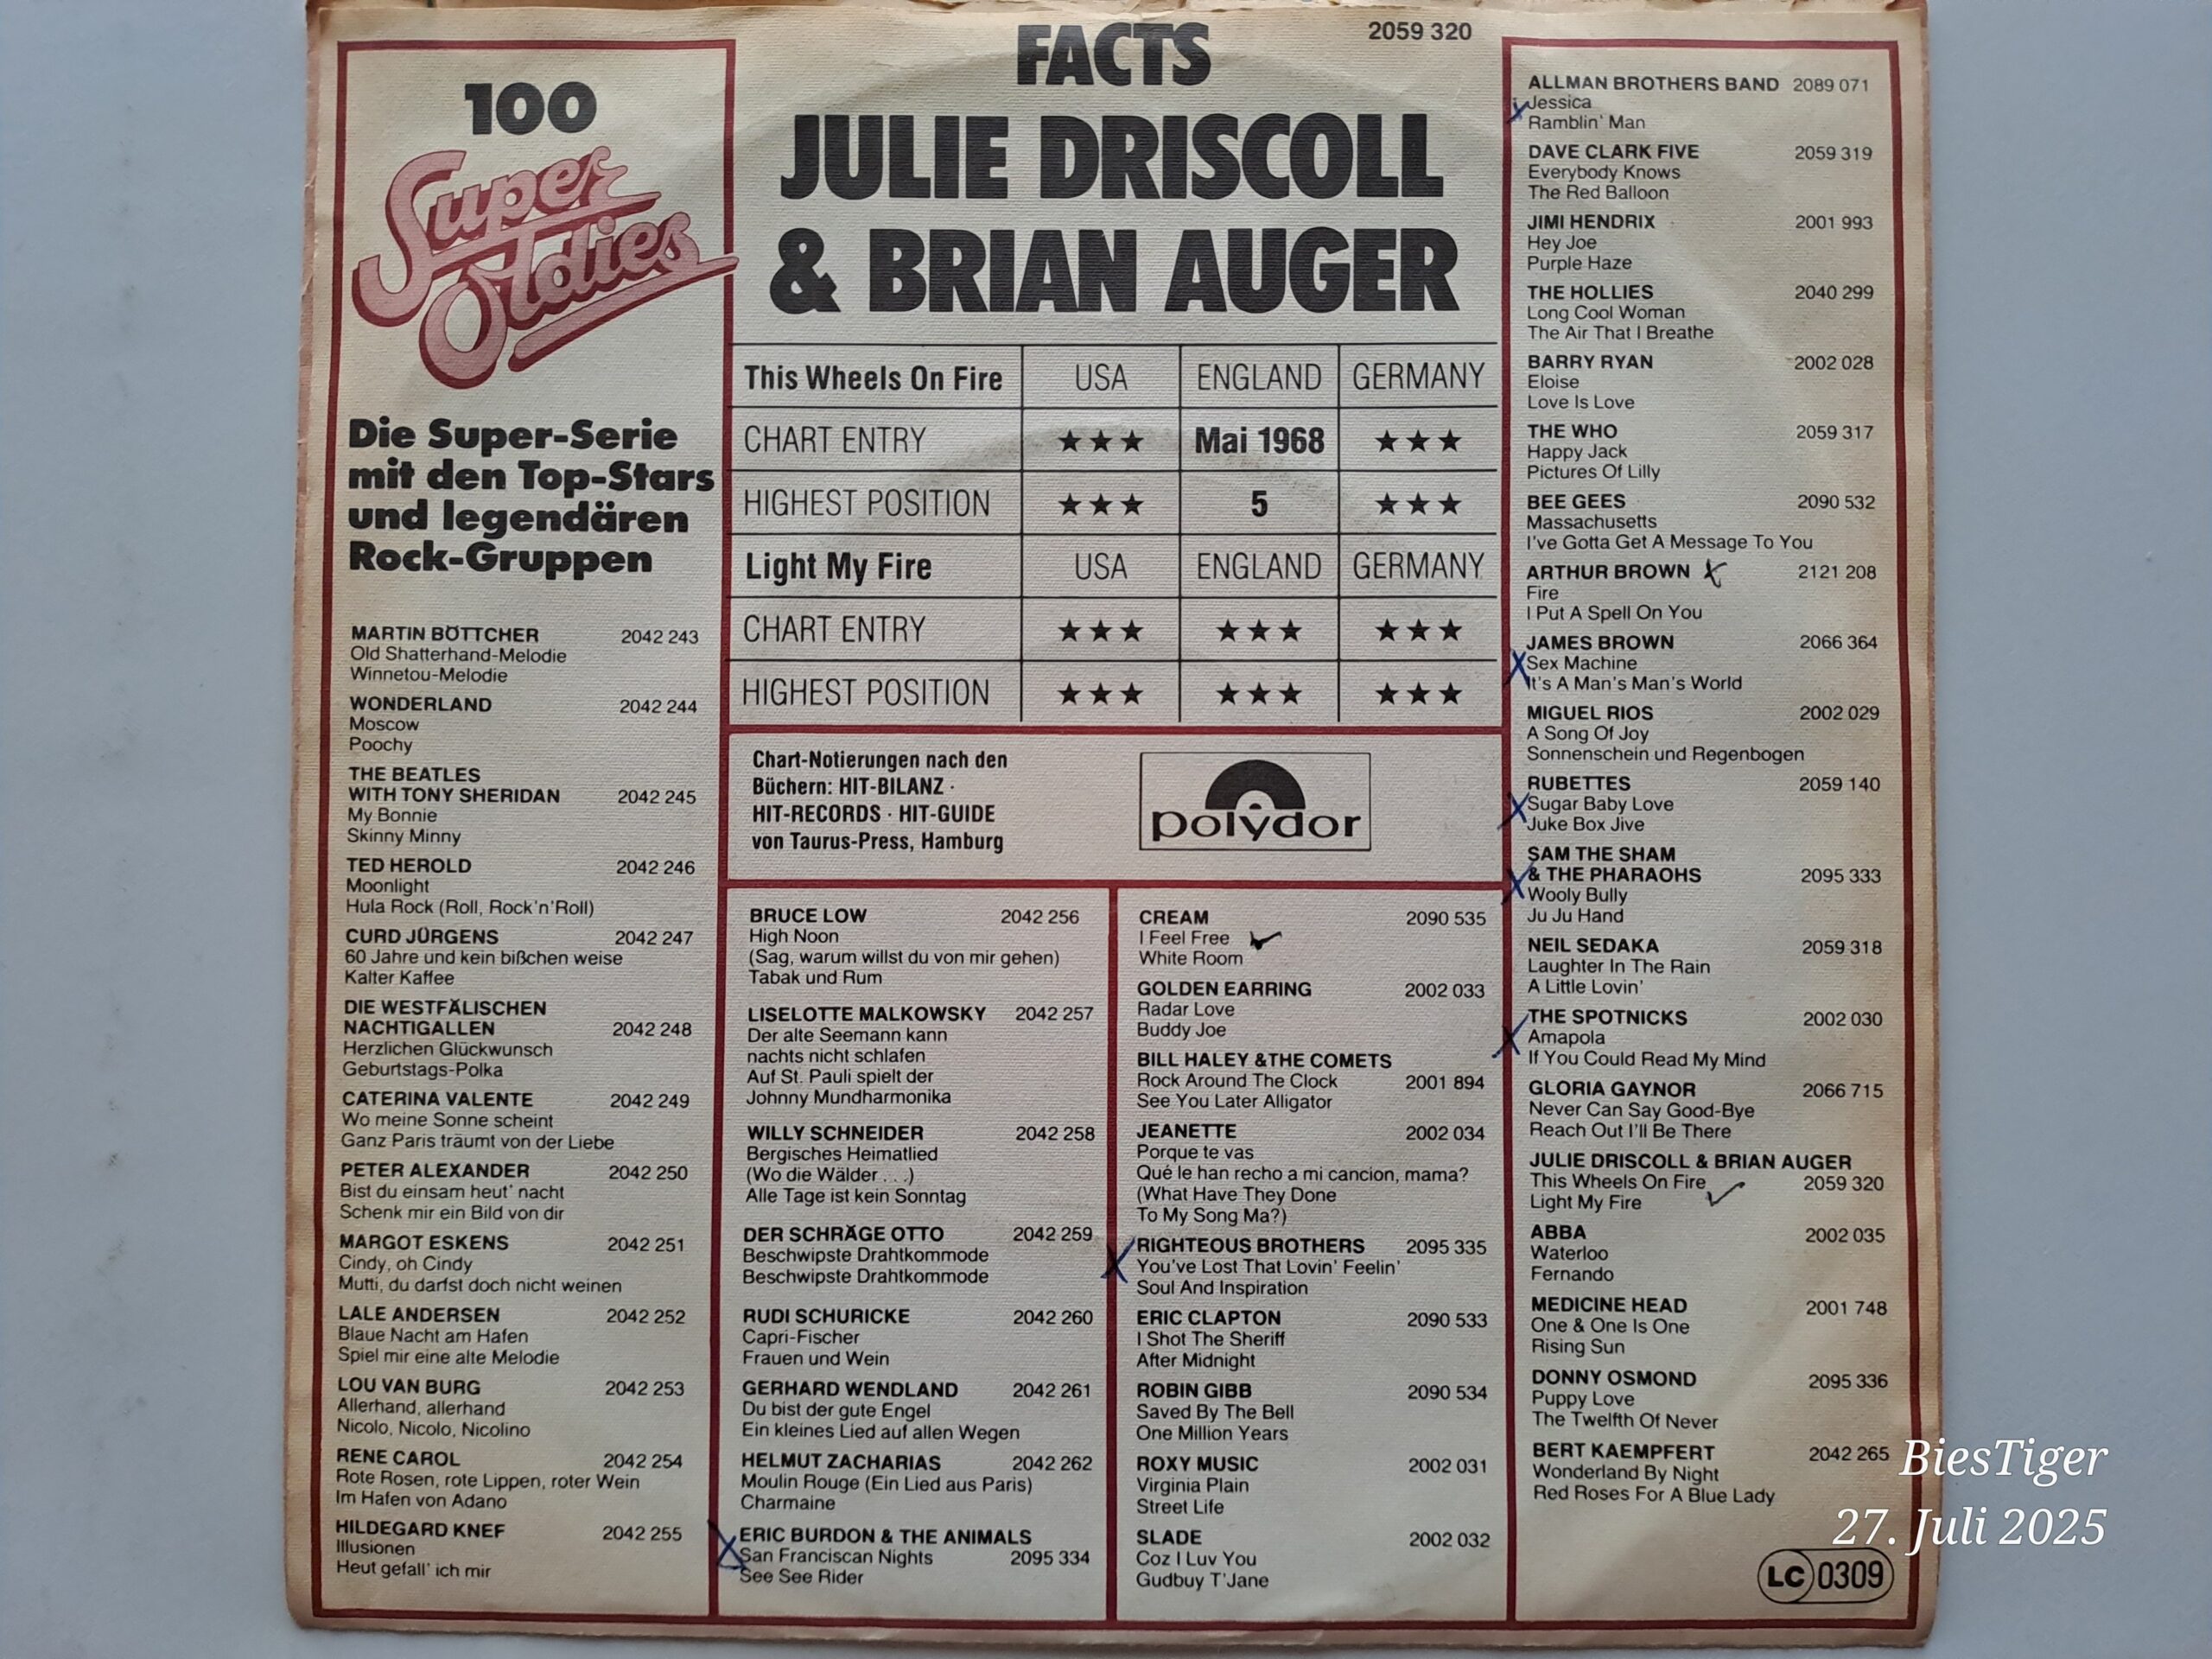 100
Super
Oldies
Die Super-Serie
mit den Top-Stars
und legendären
Rock-Gruppen
MARTIN BÖTTCHER 2042 243
Old Shatterhand-Melodie
Winnetou-Melodie
WONDERLAND 2042 244
Moscow
Poochy
THE BEATLES
WITH TONY SHERIDAN 2042 245
My Bonnie
Skinny Minny
TED HEROLD 2042 246
Moonlight
Hula Rock (Roll, Rock'n'Roll)
CURD JÜRGENS 2042 247
60 Jahre und kein bißchen weise
Kalter Kaffee
DIE WESTFÄLISCHEN
NACHTIGALLEN 2042 248
Herzlichen Glückwunsch
Geburtstags-Polka
CATERINA VALENTE 2042 249
Wo meine Sonne scheint
Ganz Paris träumt von der Liebe
PETER ALEXANDER 2042 250
Bist du einsam heut' nacht
Schenk mir ein Bild von dir
MARGOT ESKENS 2042 251
Cindy, oh Cindy
Mutti, du darfst doch nicht weinen
LALE ANDERSEN 2042 252
Blaue Nacht am Hafen
Spiel mir eine alte Melodie
LOU VAN BURG 2042 253
Allerhand, allerhand
Nicolo, Nicolo, Nicolino
RENE CAROL 2042 254
Rote Rosen, rote Lippen, roter Wein
Im Hafen von Adano
HILDEGARD KNEF 2042 255
Illusionen
Heut gefall' ich mir
FACTS 2059 320
JULIE DRISCOLL
& BRIAN AUGER
This Wheels On Fire USA ENGLAND GERMANY
CHART ENTRY ★★★ Mai 1968 ★★★
HIGHEST POSITION ★★★ 5 ★★★
Light My Fire USA ENGLAND GERMANY
CHART ENTRY ★★★ ★★★ ★★★
HIGHEST POSITION ★★★ ★★★ ★★★
Chart-Notierungen nach den
Büchern: HIT-BILANZ ·
HIT-RECORDS · HIT-GUIDE
von Taurus-Press, Hamburg
polydor
BRUCE LOW 2042 256
High Noon
(Sag, warum willst du von mir gehen)
Tabak und Rum
LISELOTTE MALKOWSKY 2042 257
Der alte Seemann kann
nachts nicht schlafen
Auf St. Pauli spielt der
Johnny Mundharmonika
WILLY SCHNEIDER 2042 258
Bergisches Heimatlied
(Wo die Wälder . . .)
Alle Tage ist kein Sonntag
DER SCHRÄGE OTTO 2042 259
Beschwipste Drahtkommode
Beschwipste Drahtkommode
RUDI SCHURICKE 2042 260
Capri-Fischer
Frauen und Wein
GERHARD WENDLAND 2042 261
Du bist der gute Engel
Ein kleines Lied auf allen Wegen
HELMUT ZACHARIAS 2042 262
Moulin Rouge (Ein Lied aus Paris)
Charmaine
ERIC BURDON & THE ANIMALS
San Franciscan Nights 2095 334
See See Rider
CREAM 2090 535
I Feel Free
White Room
GOLDEN EARRING 2002 033
Radar Love
Buddy Joe
BILL HALEY &THE COMETS
Rock Around The Clock 2001 894
See You Later Alligator
JEANETTE 2002 034
Porque te vas
Qué le han recho a mi cancion, mama?
(What Have They Done
To My Song Ma?)
RIGHTEOUS BROTHERS 2095 335
You've Lost That Lovin' Feelin'
Soul And Inspiration
ERIC CLAPTON 2090 533
I Shot The Sheriff
After Midnight
ROBIN GIBB 2090 534
Saved By The Bell
One Million Years
ROXY MUSIC 2002 031
Virginia Plain
Street Life
SLADE 2002 032
Coz I Luv You
Gudbuy T'Jane
ALLMAN BROTHERS BAND 2089 071
Jessica
Ramblin' Man
DAVE CLARK FIVE 2059 319
Everybody Knows
The Red Balloon
JIMI HENDRIX 2001 993
Hey Joe
Purple Haze
THE HOLLIES 2040 299
Long Cool Woman
The Air That I Breathe
BARRY RYAN 2002 028
Eloise
Love Is Love
THE WHO 2059 317
Happy Jack
Pictures Of Lilly
BEE GEES 2090 532
Massachusetts
I've Gotta Get A Message To You
ARTHUR BROWN 2121 208
Fire
I Put A Spell On You
JAMES BROWN 2066 364
Sex Machine
It's A Man's Man's World
MIGUEL RIOS 2002 029
A Song Of Joy
Sonnenschein und Regenbogen
RUBETTES 2059 140
Sugar Baby Love
Juke Box Jive
SAM THE SHAM
& THE PHARAOHS 2095 333
Wooly Bully
Ju Ju Hand
NEIL SEDAKA 2059 318
Laughter In The Rain
A Little Lovin'
THE SPOTNICKS 2002 030
Amapola
If You Could Read My Mind
GLORIA GAYNOR 2066 715
Never Can Say Good-Bye
Reach Out I'll Be There
JULIE DRISCOLL & BRIAN AUGER
This Wheels On Fire 2059 320
Light My Fire
ABBA 2002 035
Waterloo
Fernando
MEDICINE HEAD 2001 748
One & One Is One
Rising Sun
DONNY OSMOND 2095 336
Puppy Love
The Twelfth Of Never
BERT KAEMPFERT 2042 265
Wonderland By Night
Red Roses For A Blue Lady
LC 0309
BiesTiger
27. Juli 2025